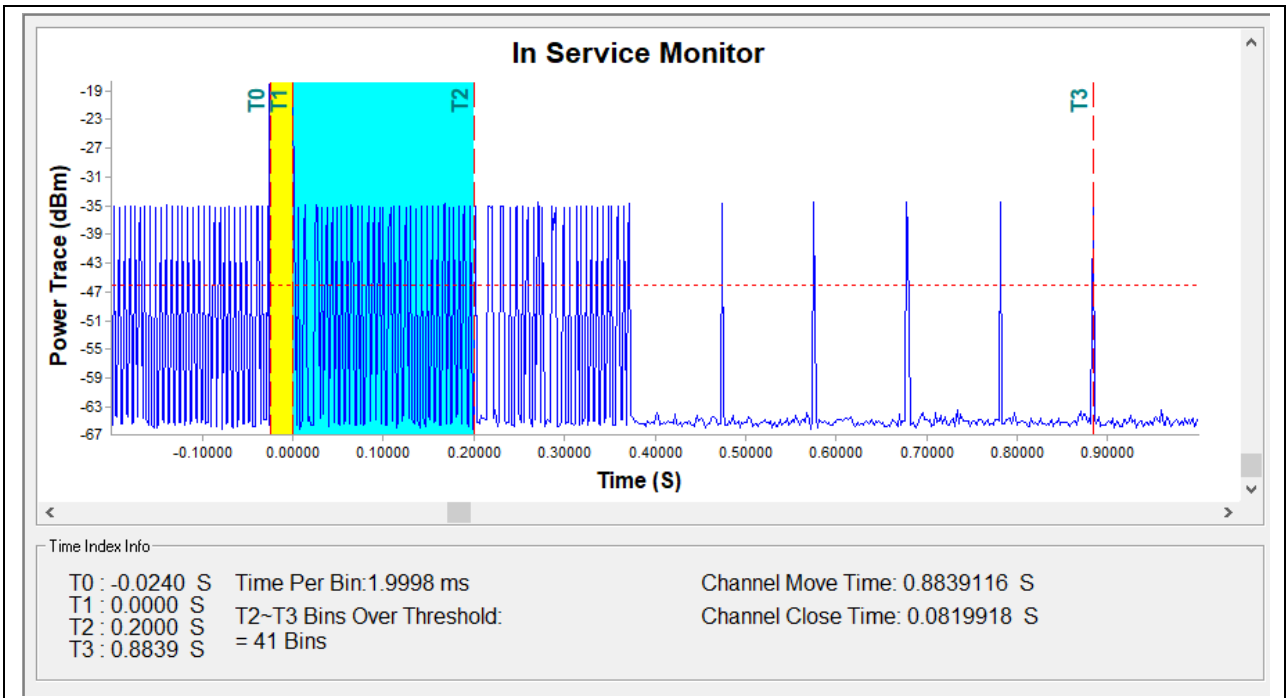 In Service Monitor
T0
T1
T2
T3
Power Trace (dBm)
-19
-23
-27
-31
-35
-39
-43
-47
-51
-55
-59
-63
-67
-0.10000 0.00000 0.10000 0.20000 0.30000 0.40000 0.50000 0.60000 0.70000 0.80000 0.90000
Time (S)
Time Index Info
T0 : -0.0240 S
T1 : 0.0000 S
T2 : 0.2000 S
T3 : 0.8839 S
Time Per Bin:1.9998 ms
T2~T3 Bins Over Threshold:
= 41 Bins
Channel Move Time: 0.8839116 S
Channel Close Time: 0.0819918 S